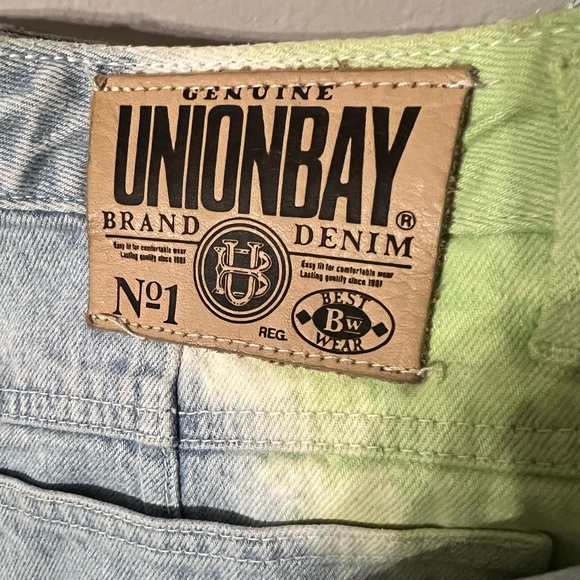 GENUINE
UNIONBAY®
BRAND DENIM
Easy fit for comfortable wear
Lasting quality since 1981
Easy fit for comfortable wear
Lasting quality since 1981
Nº1
UB
REG.
BEST
BW
WEAR